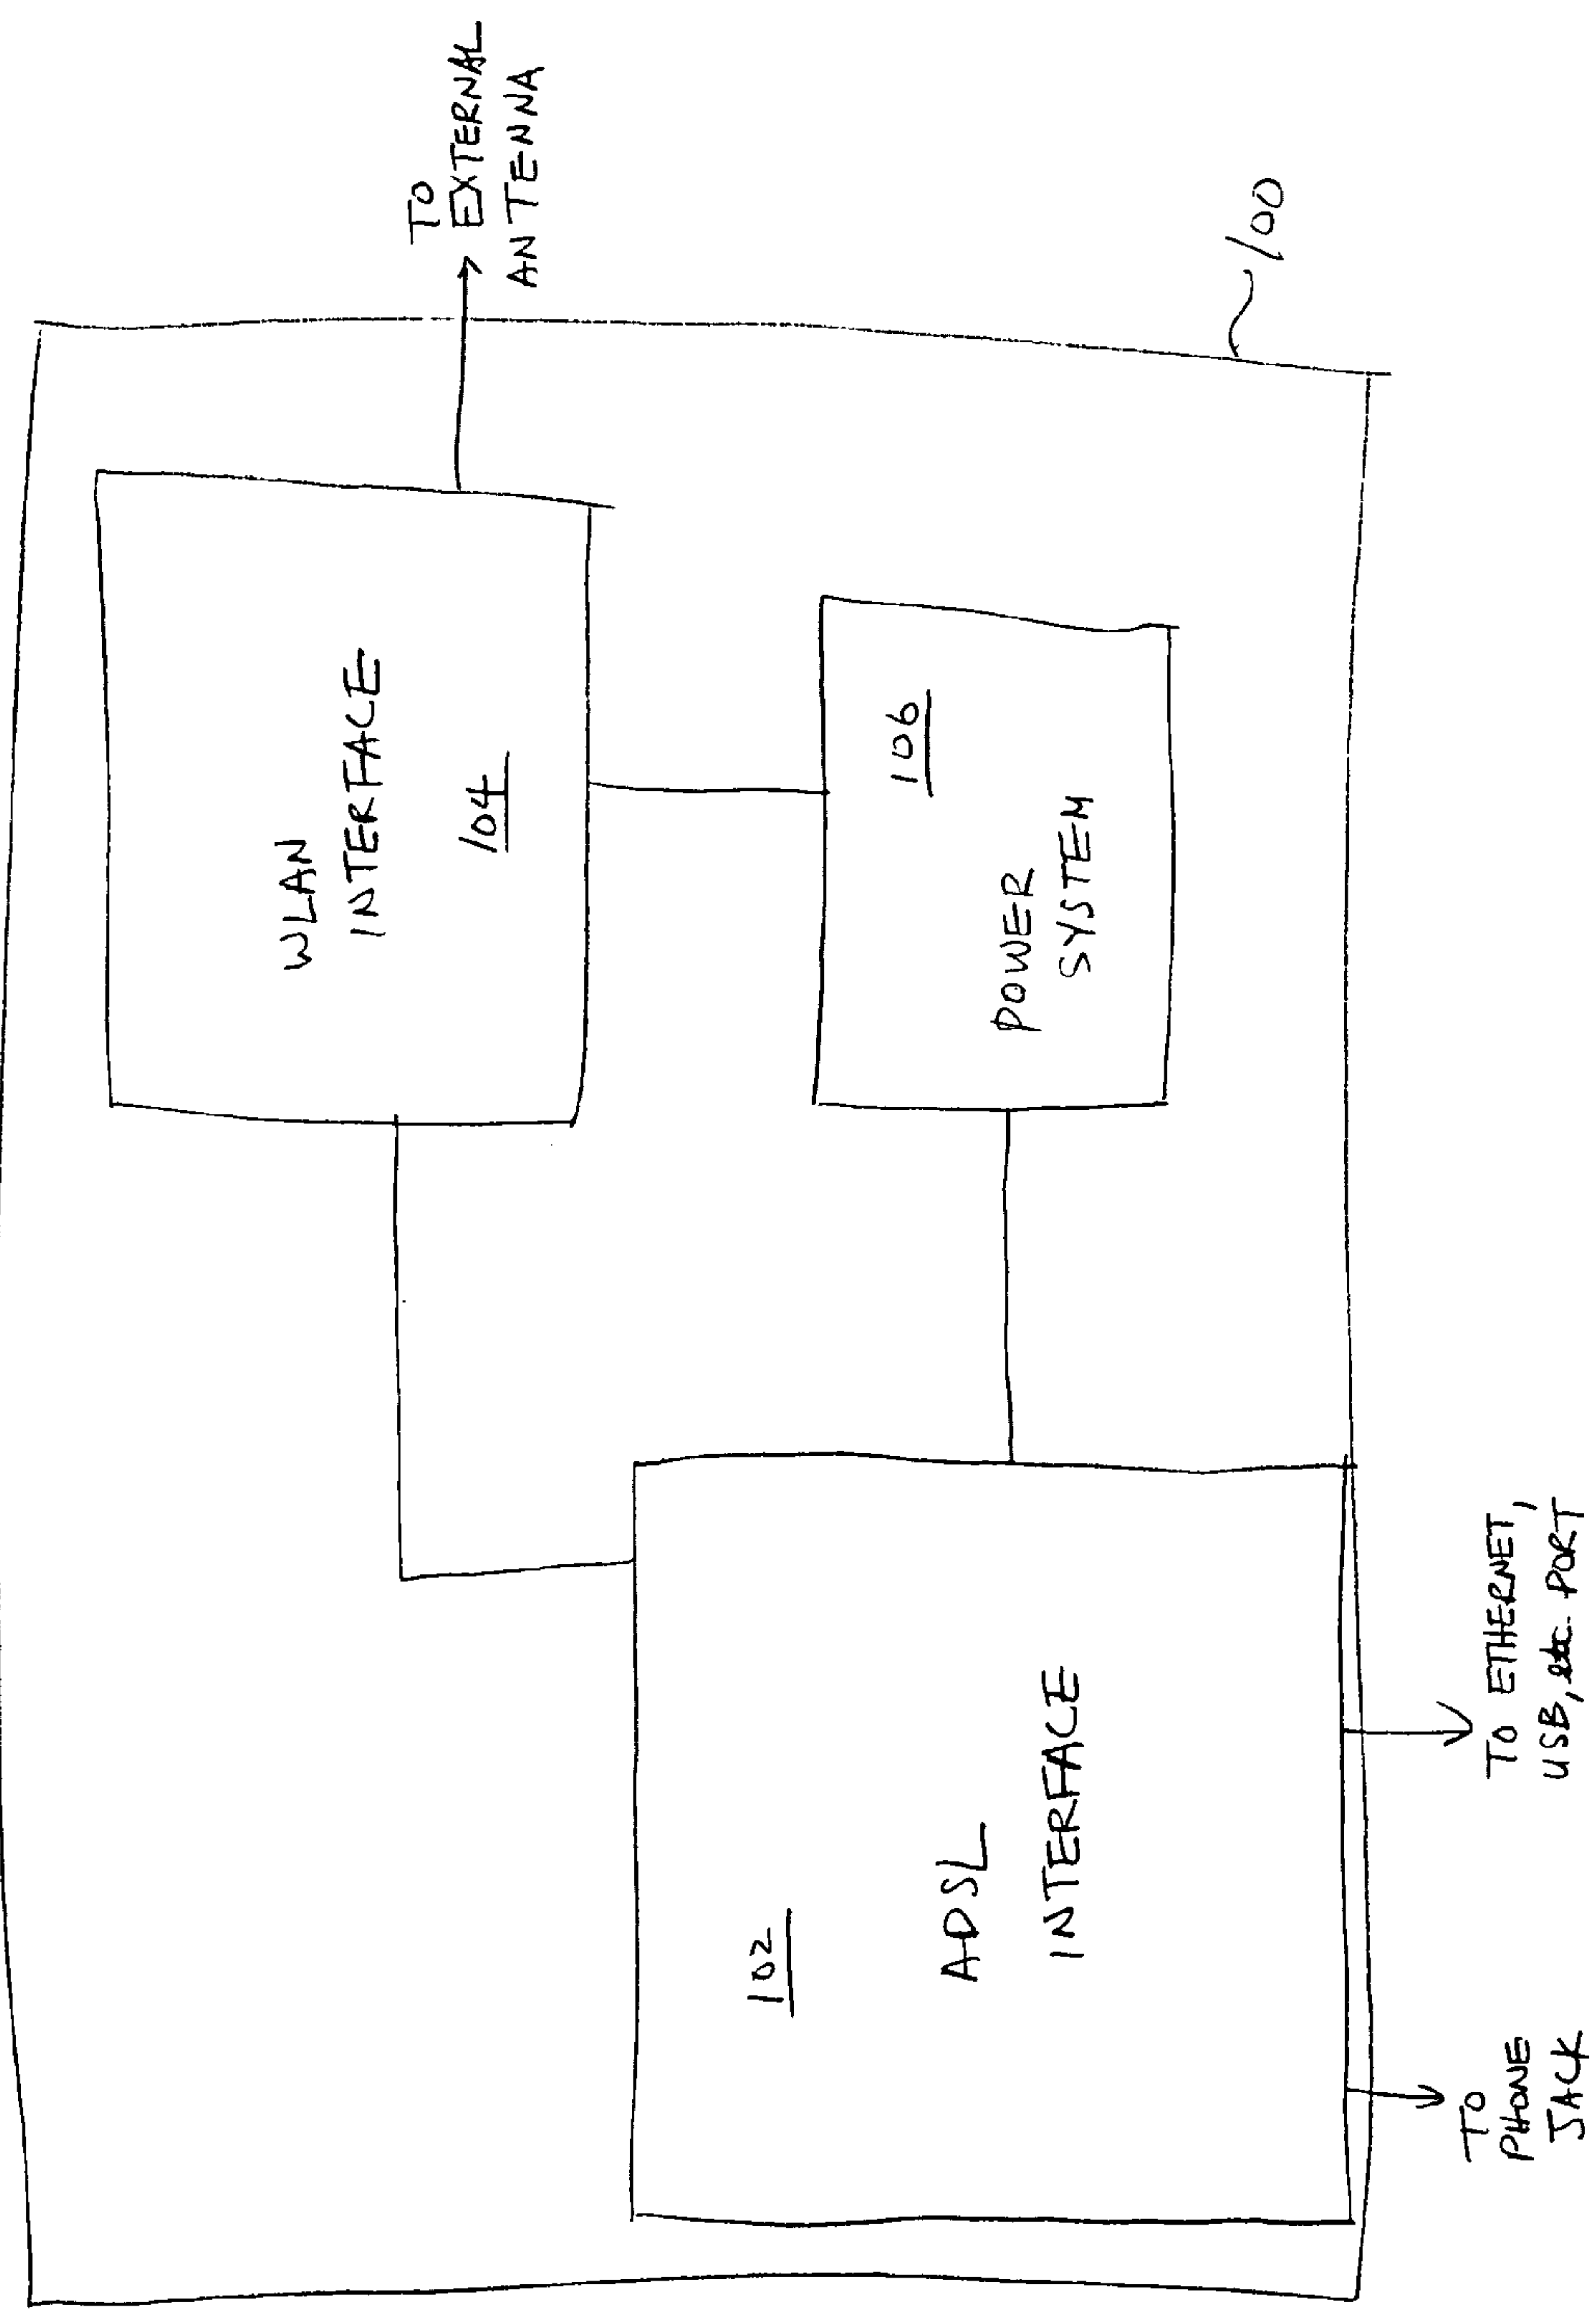 TO
EXTERNAL
ANTENNA
100
WLAN
INTERFACE
104
106
POWER
SYSTEM
102
ADSL
INTERFACE
TO
PHONE
JACK
TO ETHERNET,
USB, etc. PORT